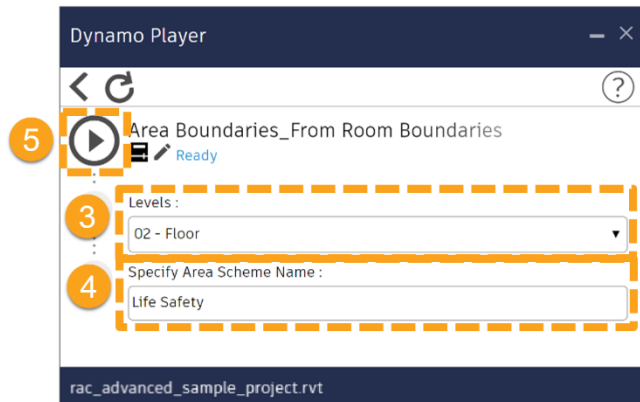 Dynamo Player
?
5
Area Boundaries_From Room Boundaries
Ready
3
Levels :
02 - Floor
4
Specify Area Scheme Name :
Life Safety
rac_advanced_sample_project.rvt